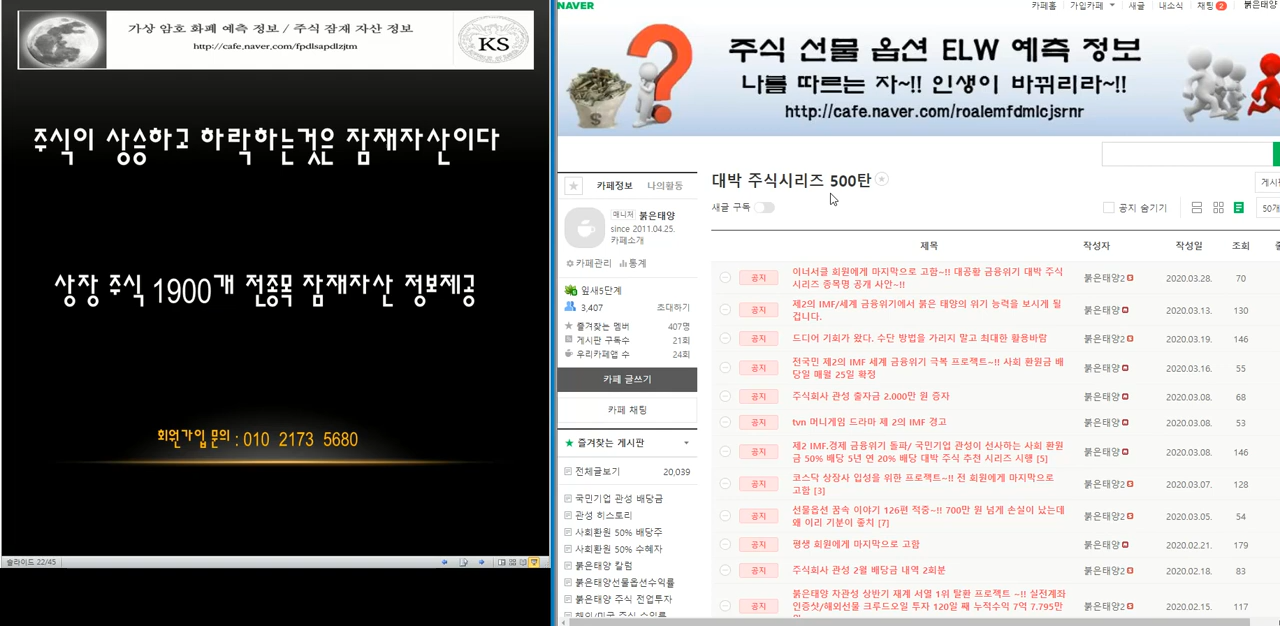 가상 암호 화폐 예측 정보 / 주식 잠재 자산 정보
http://cafe.naver.com/fpdlsapdlzjtm
KS
주식이 상승하고 하락하는것은 잠재자산이다
상장 주식 1900개 전종목 잠재자산 정보제공
회원가입 문의 : 010 2173 5680
슬라이드 22/45
NAVER
카페홈 가입카페 새글 내소식 채팅 2 붉은태양
주식 선물 옵션 ELW 예측 정보
나를 따르는 자~!! 인생이 바뀌리라~!!
http://cafe.naver.com/roalemfdmlcjsrnr
카페정보 나의활동
매니저 붉은태양
since 2011.04.25.
카페소개
카페관리 통계
잎새5단계
3,407 초대하기
즐겨찾는 멤버 407명
게시판 구독수 21회
우리카페앱 수 24회
카페 글쓰기
카페 채팅
즐겨찾는 게시판
전체글보기 20,039
국민기업 관성 배당금
관성 히스토리
사회환원 50% 배당주
사회환원 50% 수혜자
붉은태양 칼럼
붉은태양선물옵션수익률
붉은태양 주식 전업투자
해외/미국 주식 수익률
대박 주식시리즈 500탄
새글 구독
공지 숨기기
50개
제목 작성자 작성일 조회
공지 이너서클 회원에게 마지막으로 고함~!! 대공황 금융위기 대박 주식 시리즈 종목명 공개 사안~!! 붉은태양2 2020.03.28. 70
공지 제2의 IMF/세계 금융위기에서 붉은 태양의 위기 능력을 보시게 될 겁니다. 붉은태양 2020.03.13. 130
공지 드디어 기회가 왔다. 수단 방법을 가리지 말고 최대한 활용바람 붉은태양2 2020.03.19. 146
공지 전국민 제2의 IMF 세계 금융위기 극복 프로젝트~!! 사회 환원금 배당일 매월 25일 확정 붉은태양 2020.03.16. 55
공지 주식회사 관성 출자금 2.000만 원 증자 붉은태양 2020.03.08. 68
공지 tvn 머니게임 드라마 제 2의 IMF 경고 붉은태양 2020.03.08. 53
공지 제2 IMF.경제 금융위기 돌파/ 국민기업 관성이 선사하는 사회 환원금 50% 배당 5년 연 20% 배당 대박 주식 추천 시리즈 시행 [5] 붉은태양 2020.03.08. 146
공지 코스닥 상장사 입성을 위한 프로젝트~!! 전 회원에게 마지막으로 고함 [3] 붉은태양2 2020.03.07. 128
공지 선물옵션 꿈속 이야기 126편 적중~!! 700만 원 넘게 손실이 났는데 왜 이리 기분이 좋지 [7] 붉은태양2 2020.03.05. 54
공지 평생 회원에게 마지막으로 고함 붉은태양 2020.02.21. 179
공지 주식회사 관성 2월 배당금 내역 2회분 붉은태양2 2020.02.18. 83
공지 붉은태양 자관성 상반기 재계 서열 1위 탈환 프로젝트 ~!! 실전계좌 인증샷/해외선물 크루드오일 투자 120일 째 누적수익 7억 7.795만 붉은태양2 2020.02.15. 117